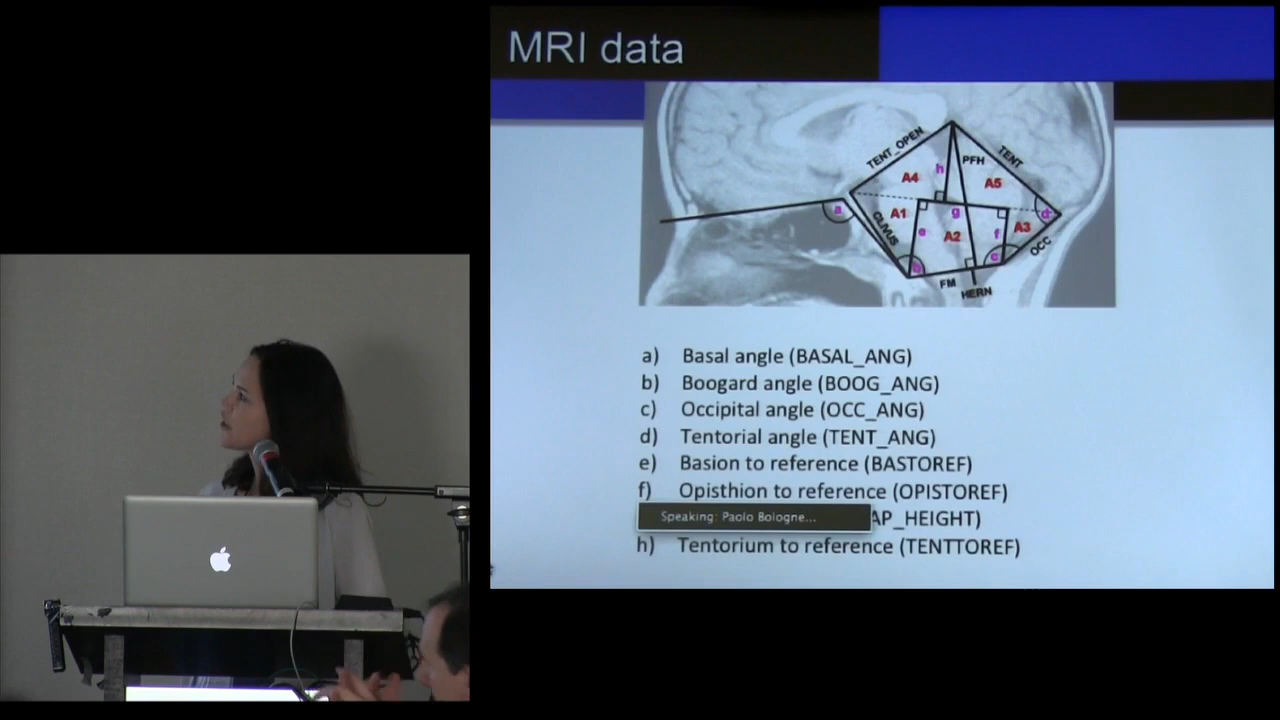 MRI data
TENT_OPEN
TENT
PFH
h
A4
A5
a
A1
g
d
CLIVUS
e
A2
f
A3
OCC
b
c
FM
HERN
a) Basal angle (BASAL_ANG)
b) Boogard angle (BOOG_ANG)
c) Occipital angle (OCC_ANG)
d) Tentorial angle (TENT_ANG)
e) Basion to reference (BASTOREF)
f) Opisthion to reference (OPISTOREF)
Speaking: Paolo Bologne... AP_HEIGHT)
h) Tentorium to reference (TENTTOREF)